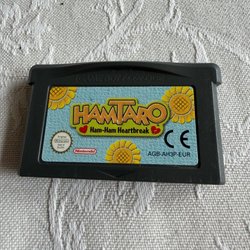 HAMTARO
Ham-Ham Heartbreak
Nintendo
CE
AGB-AH3P-EUR